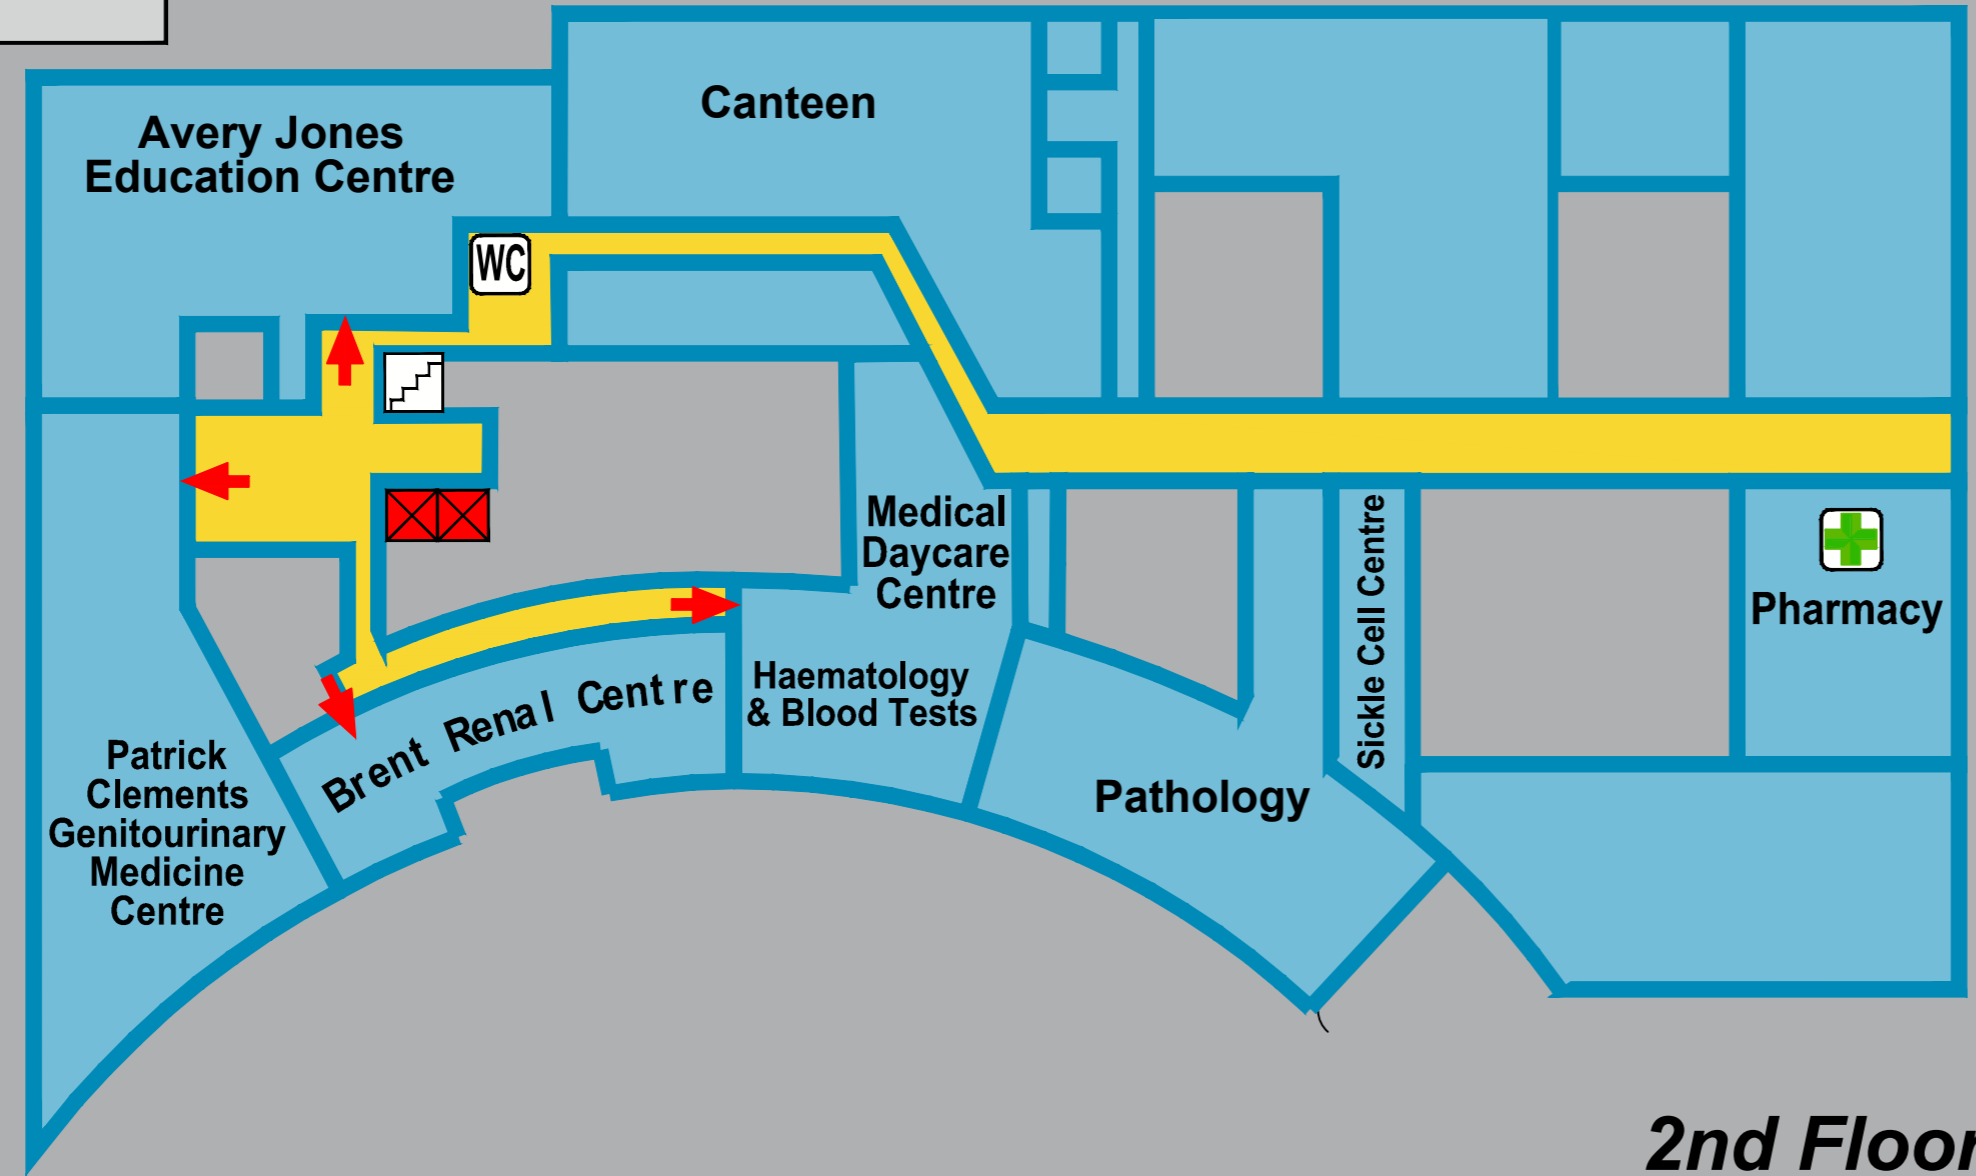 Avery Jones
Education Centre
Canteen
WC
Medical
Daycare
Centre
Sickle Cell Centre
Pharmacy
Haematology
& Blood Tests
Brent Renal Centre
Pathology
Patrick
Clements
Genitourinary
Medicine
Centre
2nd Floor